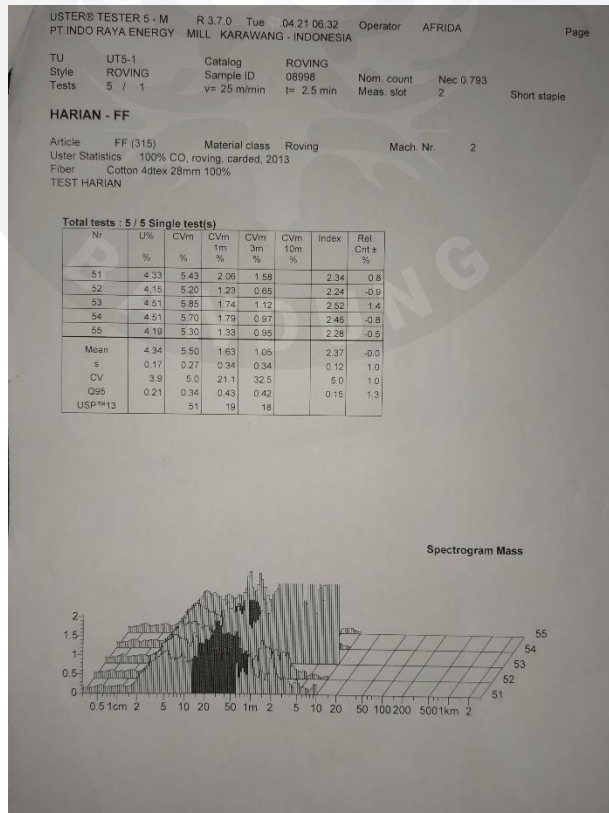 USTER® TESTER 5 - M R 3.7.0 Tue .04.21 06:32 Operator AFRIDA Page
PT.INDO RAYA ENERGY MILL KARAWANG - INDONESIA
TU UT5-1 Catalog ROVING
Style ROVING Sample ID 08998 Nom. count Nec 0.793
Tests 5 / 1 v= 25 m/min t= 2.5 min Meas. slot 2 Short staple
HARIAN - FF
Article FF (315) Material class Roving Mach. Nr. 2
Uster Statistics 100% CO, roving, carded, 2013
Fiber Cotton 4dtex 28mm 100%
TEST HARIAN
Total tests : 5 / 5 Single test(s)
Nr U% CVm CVm CVm CVm Index Rel.
1m 3m 10m Cnt ±
% % % % % %
51 4.33 5.43 2.06 1.58 2.34 0.8
52 4.15 5.20 1.23 0.65 2.24 -0.9
53 4.51 5.85 1.74 1.12 2.52 1.4
54 4.51 5.70 1.79 0.97 2.46 -0.8
55 4.19 5.30 1.33 0.95 2.28 -0.5
Mean 4.34 5.50 1.63 1.05 2.37 -0.0
s 0.17 0.27 0.34 0.34 0.12 1.0
CV 3.9 5.0 21.1 32.5 5.0 1.0
Q95 0.21 0.34 0.43 0.42 0.15 1.3
USP™13 51 19 18
Spectrogram Mass
2
1.5
1
0.5
0
55
54
53
52
51
0.5 1cm 2 5 10 20 50 1m 2 5 10 20 50 100 200 500 1km 2